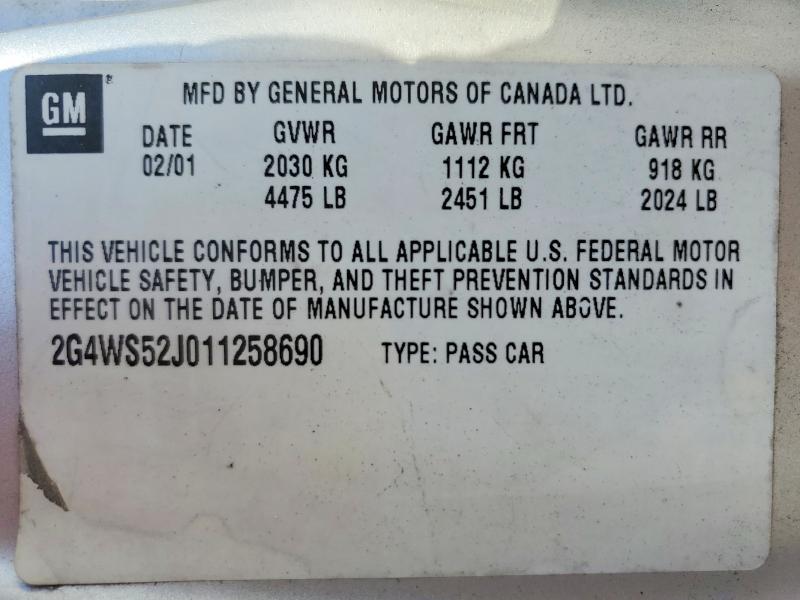 GM®
MFD BY GENERAL MOTORS OF CANADA LTD.
DATE GVWR GAWR FRT GAWR RR
02/01 2030 KG 1112 KG 918 KG
4475 LB 2451 LB 2024 LB
THIS VEHICLE CONFORMS TO ALL APPLICABLE U.S. FEDERAL MOTOR
VEHICLE SAFETY, BUMPER, AND THEFT PREVENTION STANDARDS IN
EFFECT ON THE DATE OF MANUFACTURE SHOWN ABOVE.
2G4WS52J011258690 TYPE: PASS CAR